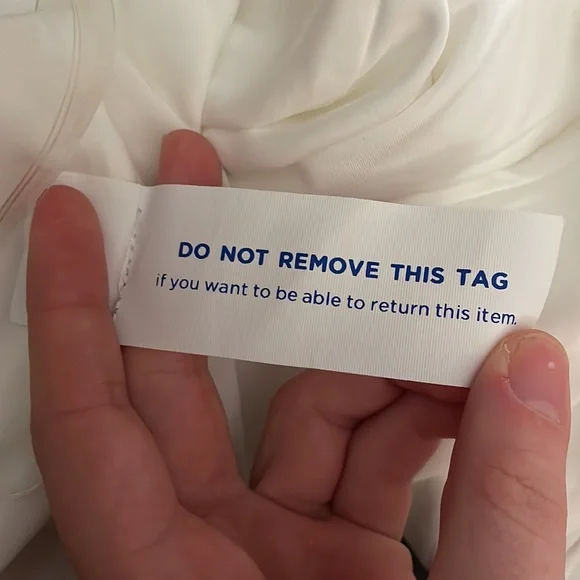 DO NOT REMOVE THIS TAG
if you want to be able to return this item.